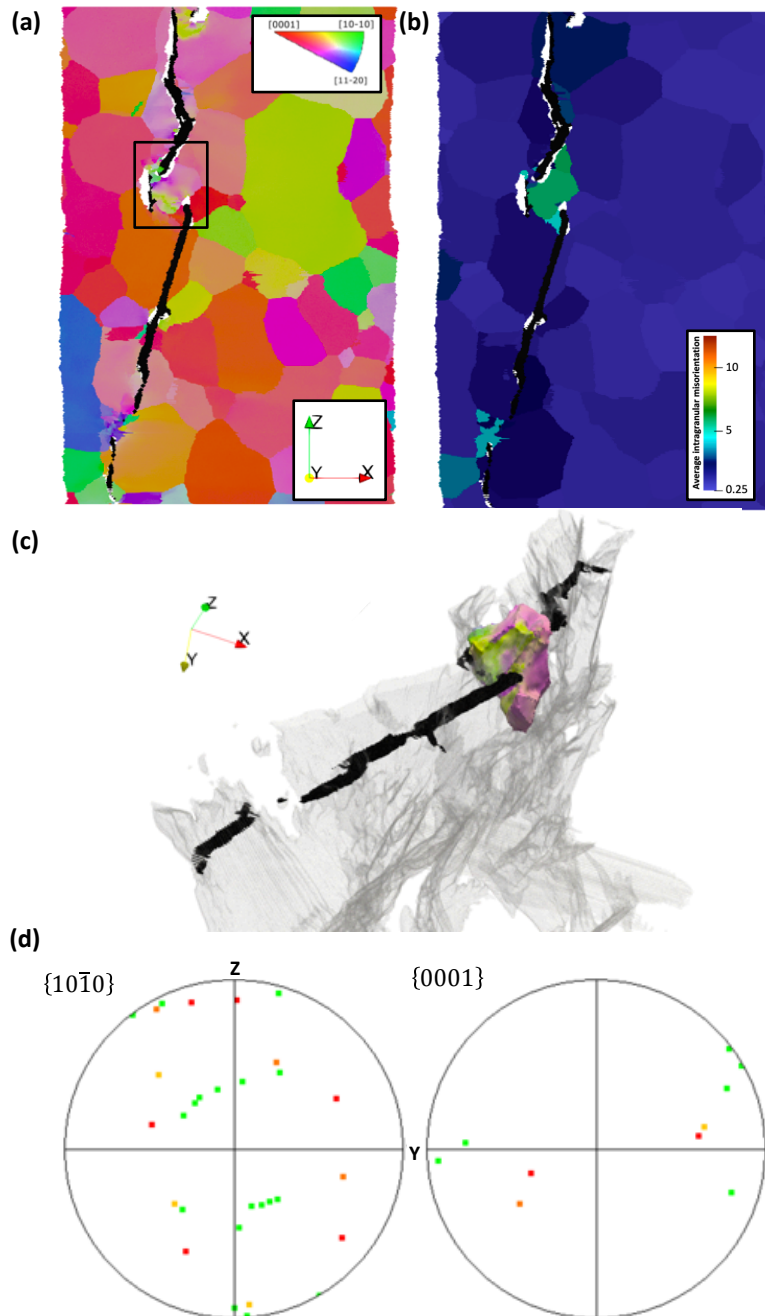 (a)
[0001] [10-10]
[11-20]
Z
Y X
(b)
Average intragranular misorientation
10
5
0.25
(c)
Z
X
Y
(d)
{101̅0}
Z
{0001}
Y